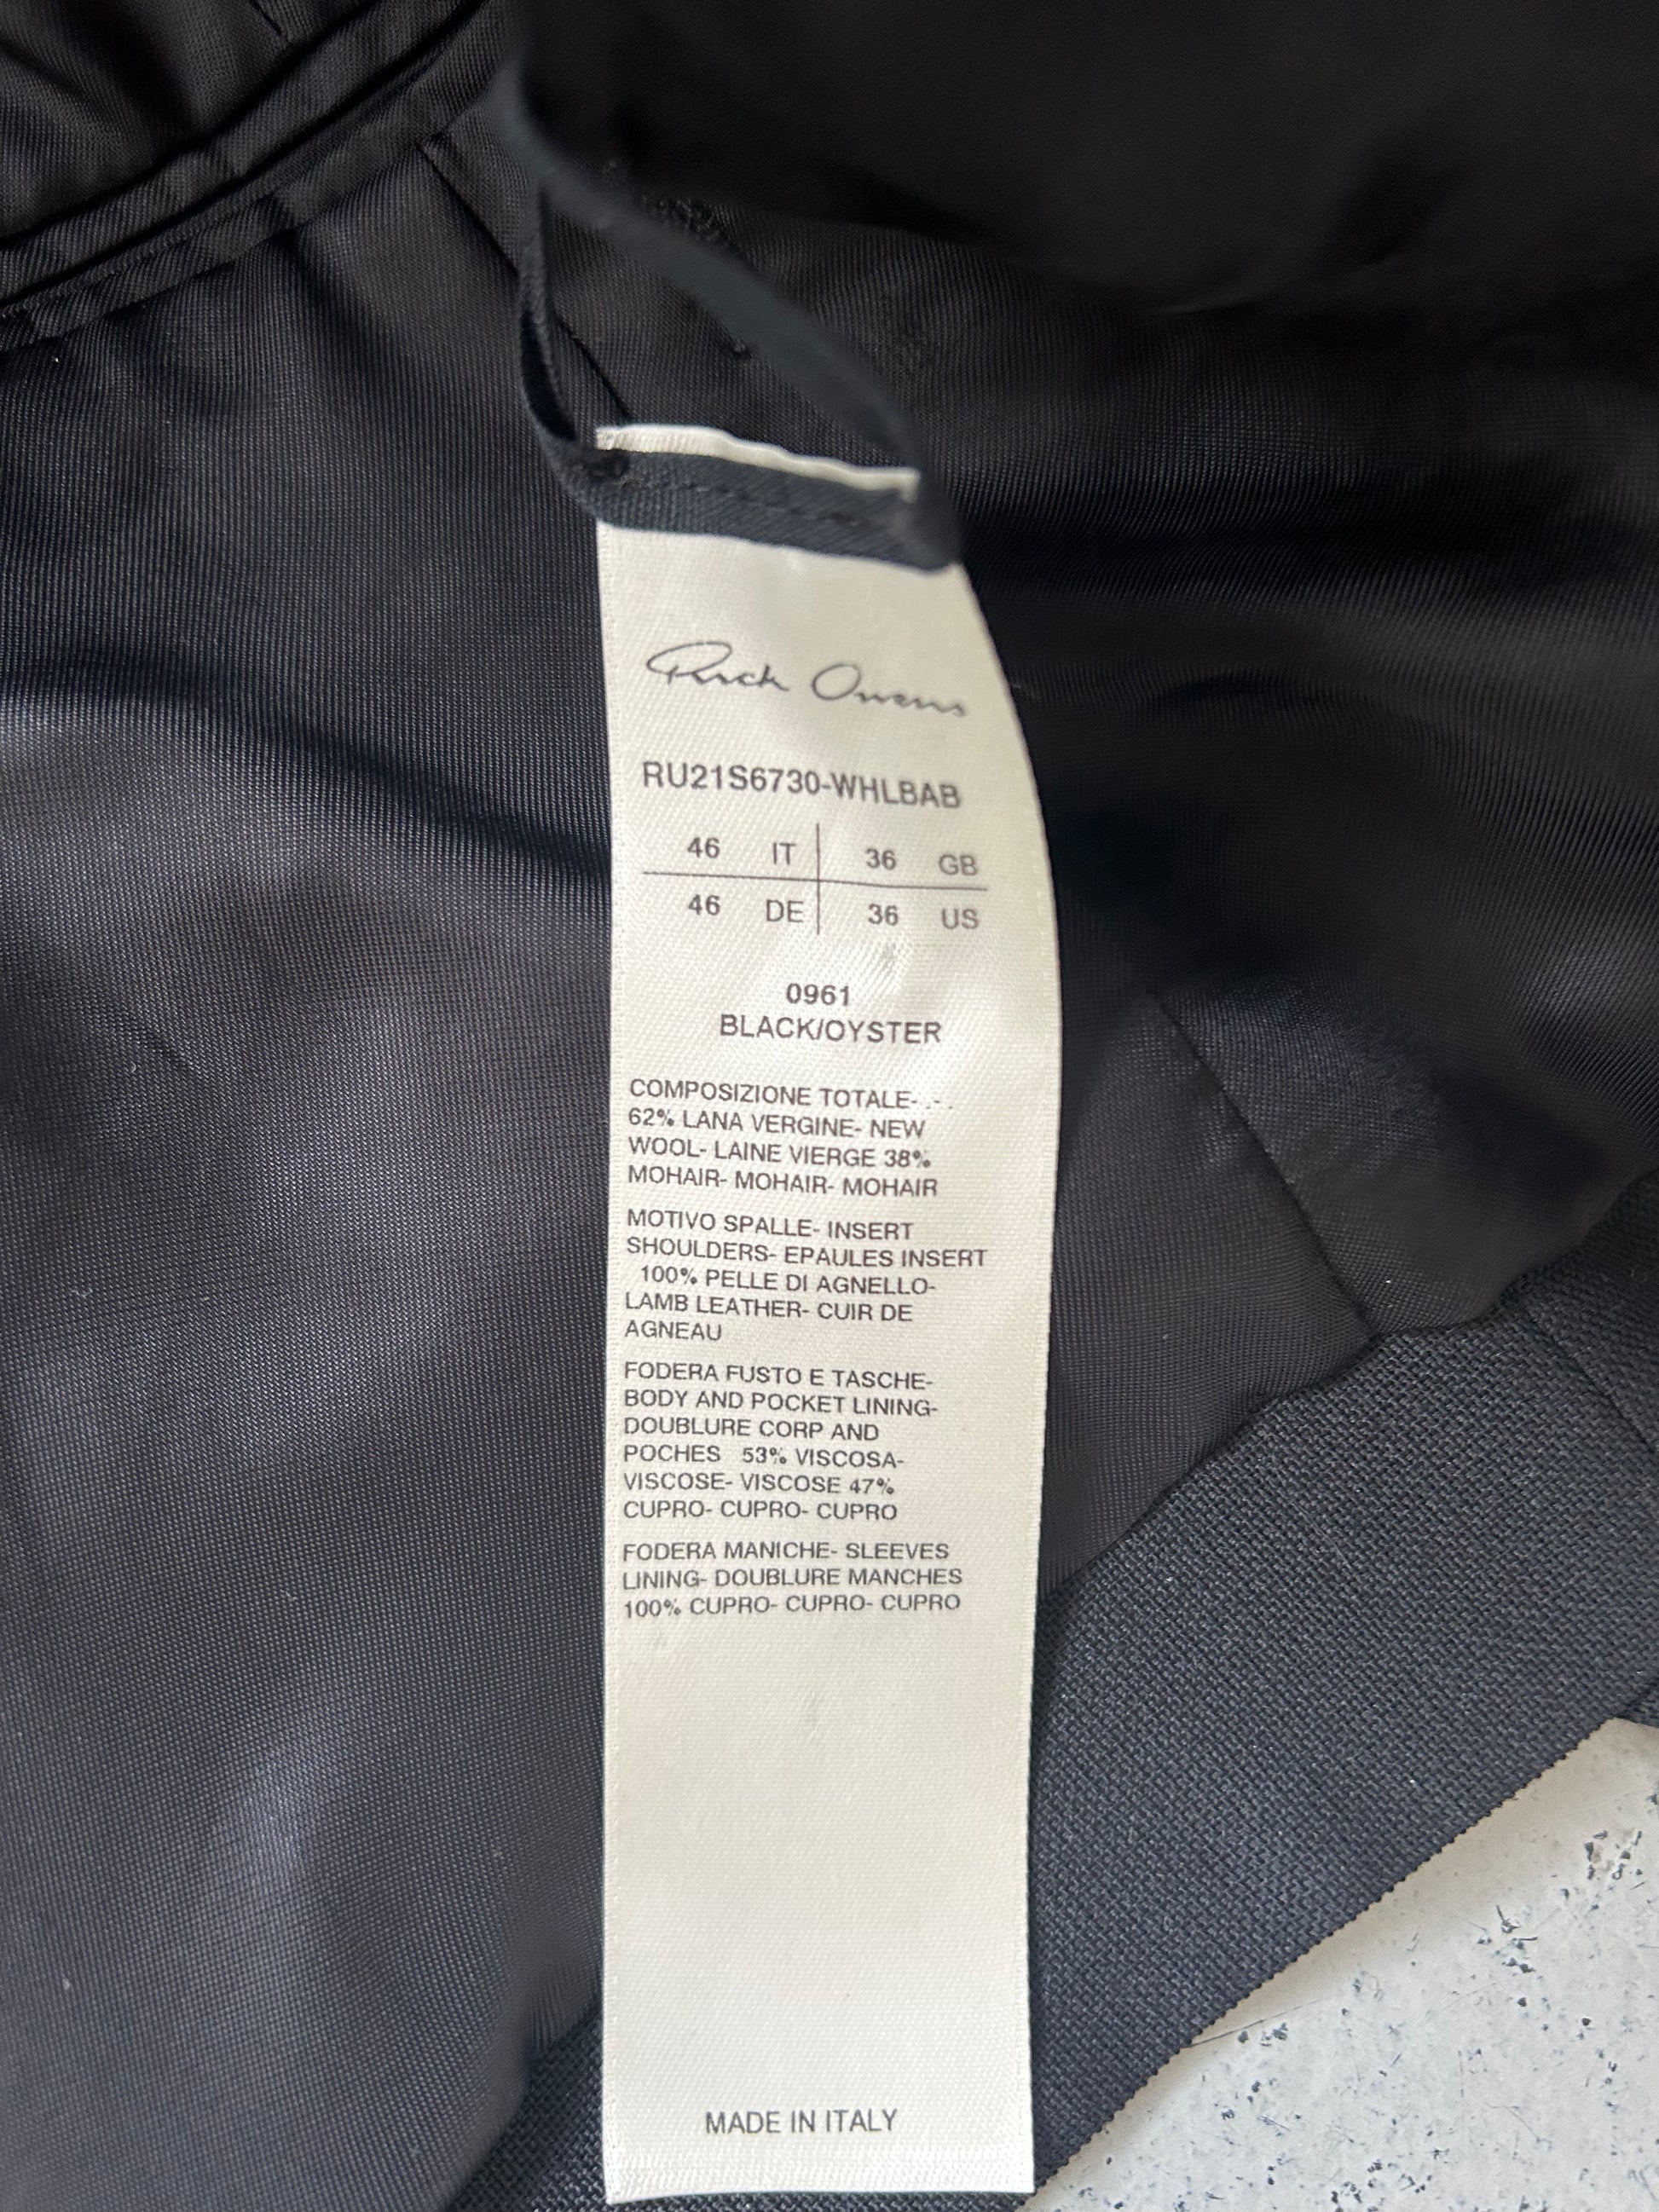 Rick Owens
RU21S6730-WHLBAB
46 IT 36 GB
46 DE 36 US
0961
BLACK/OYSTER
COMPOSIZIONE TOTALE- .- .
62% LANA VERGINE- NEW
WOOL- LAINE VIERGE 38%
MOHAIR- MOHAIR- MOHAIR
MOTIVO SPALLE- INSERT
SHOULDERS- EPAULES INSERT
100% PELLE DI AGNELLO-
LAMB LEATHER- CUIR DE
AGNEAU
FODERA FUSTO E TASCHE-
BODY AND POCKET LINING-
DOUBLURE CORP AND
POCHES 53% VISCOSA-
VISCOSE- VISCOSE 47%
CUPRO- CUPRO- CUPRO
FODERA MANICHE- SLEEVES
LINING- DOUBLURE MANCHES
100% CUPRO- CUPRO- CUPRO
MADE IN ITALY